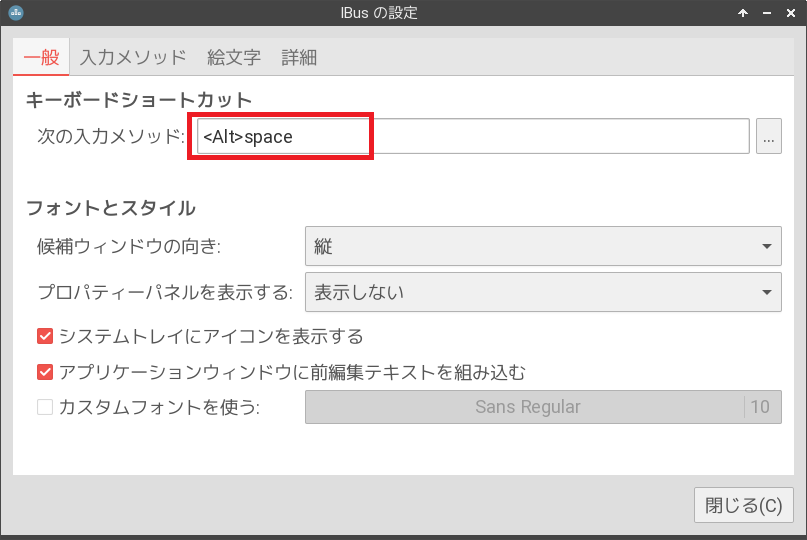 IBus の設定
一般 入力メソッド 絵文字 詳細
キーボードショートカット
次の入力メソッド: <Alt>space ...
フォントとスタイル
候補ウィンドウの向き: 縦
プロパティーパネルを表示する: 表示しない
システムトレイにアイコンを表示する
アプリケーションウィンドウに前編集テキストを組み込む
カスタムフォントを使う: Sans Regular 10
閉じる(C)